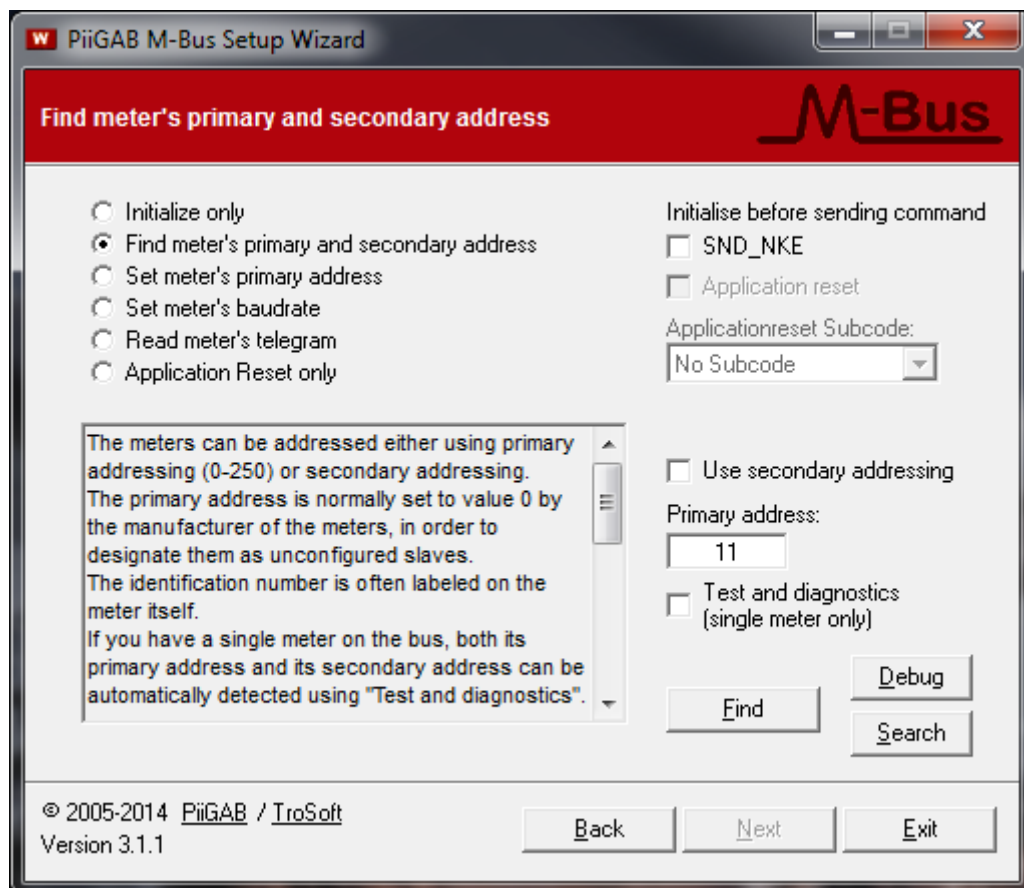 W PiiGAB M-Bus Setup Wizard
Find meter's primary and secondary address
M-Bus
Initialize only
Find meter's primary and secondary address
Set meter's primary address
Set meter's baudrate
Read meter's telegram
Application Reset only
Initialise before sending command
SND_NKE
Application reset
Applicationreset Subcode:
No Subcode
The meters can be addressed either using primary
addressing (0-250) or secondary addressing.
The primary address is normally set to value 0 by
the manufacturer of the meters, in order to
designate them as unconfigured slaves.
The identification number is often labeled on the
meter itself.
If you have a single meter on the bus, both its
primary address and its secondary address can be
automatically detected using "Test and diagnostics".
Use secondary addressing
Primary address:
11
Test and diagnostics
(single meter only)
Find
Debug
Search
© 2005-2014 PiiGAB / TroSoft
Version 3.1.1
Back
Next
Exit